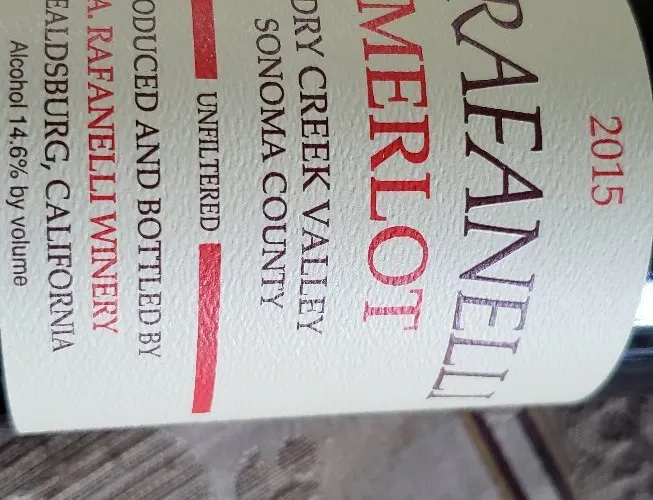 2015
RAFANELLI
MERLOT
DRY CREEK VALLEY
SONOMA COUNTY
UNFILTERED
ODUCED AND BOTTLED BY
A. RAFANELLI WINERY
EALDSBURG, CALIFORNIA
Alcohol 14.6% by volume